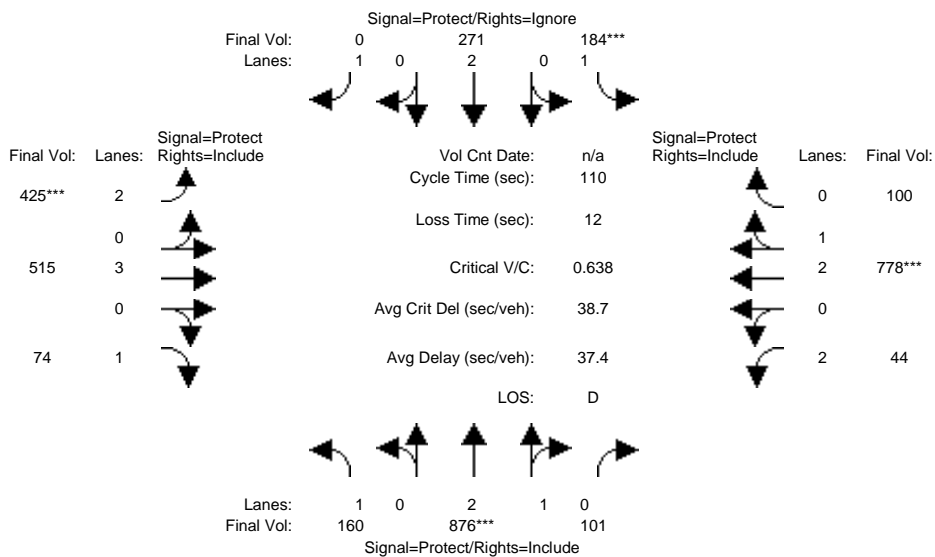 Signal=Protect/Rights=Ignore
Final Vol: 0 271 184***
Lanes: 1 0 2 0 1
Signal=Protect
Final Vol: Lanes: Rights=Include
Vol Cnt Date: n/a
Signal=Protect
Rights=Include Lanes: Final Vol:
Cycle Time (sec): 110
425*** 2
0 100
Loss Time (sec): 12
0
1
515 3
Critical V/C: 0.638
2 778***
0
Avg Crit Del (sec/veh): 38.7
0
74 1
Avg Delay (sec/veh): 37.4
2 44
LOS: D
Lanes: 1 0 2 1 0
Final Vol: 160 876*** 101
Signal=Protect/Rights=Include